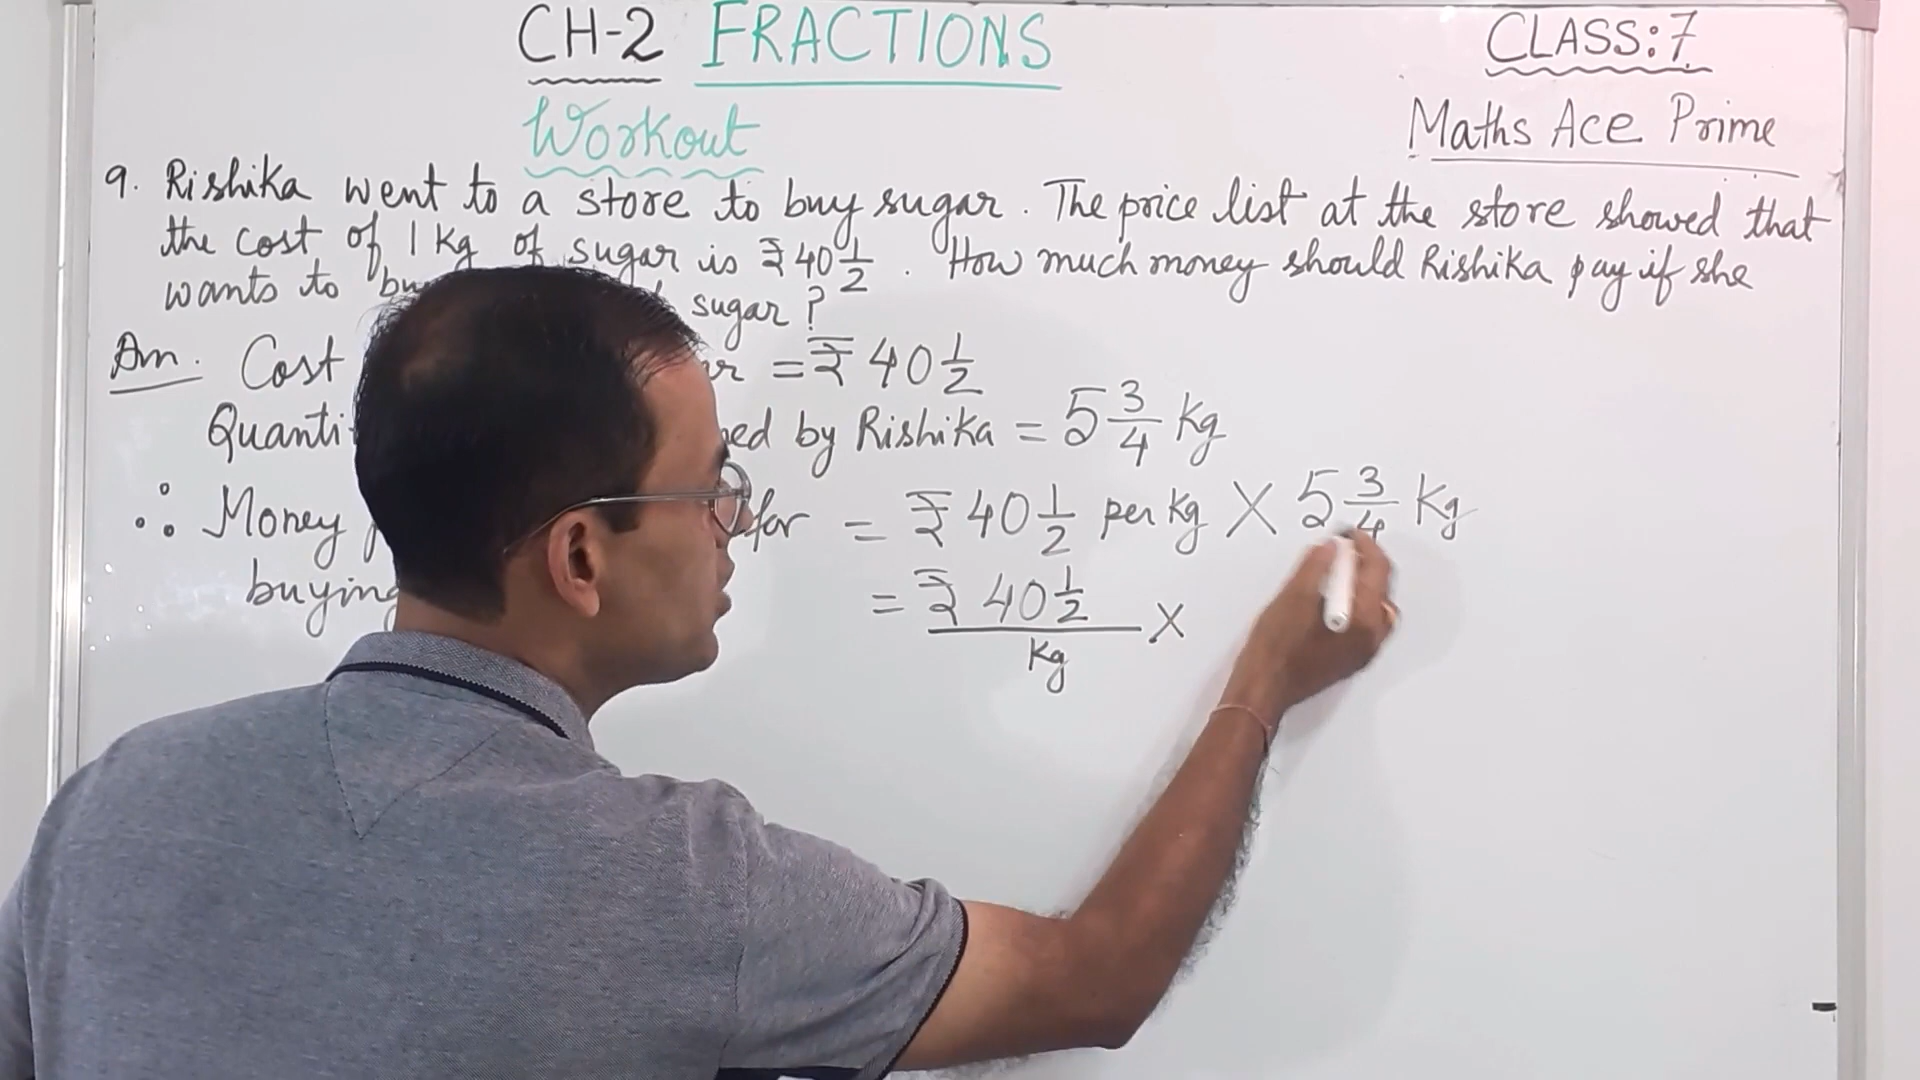 CH-2 FRACTIONS
CLASS:7
Workout
Maths Ace Prime
9. Rishika went to a store to buy sugar. The price list at the store showed that
the cost of 1 Kg of sugar is ₹40 1/2. How much money should Rishika pay if she
wants to sugar?
Ans. Cost = ₹ 40 1/2
by Rishika = 5 3/4 Kg
∴ Money for = ₹ 40 1/2 per Kg X 5 3/4 Kg
buying
= ₹ 40 1/2 X
Kg